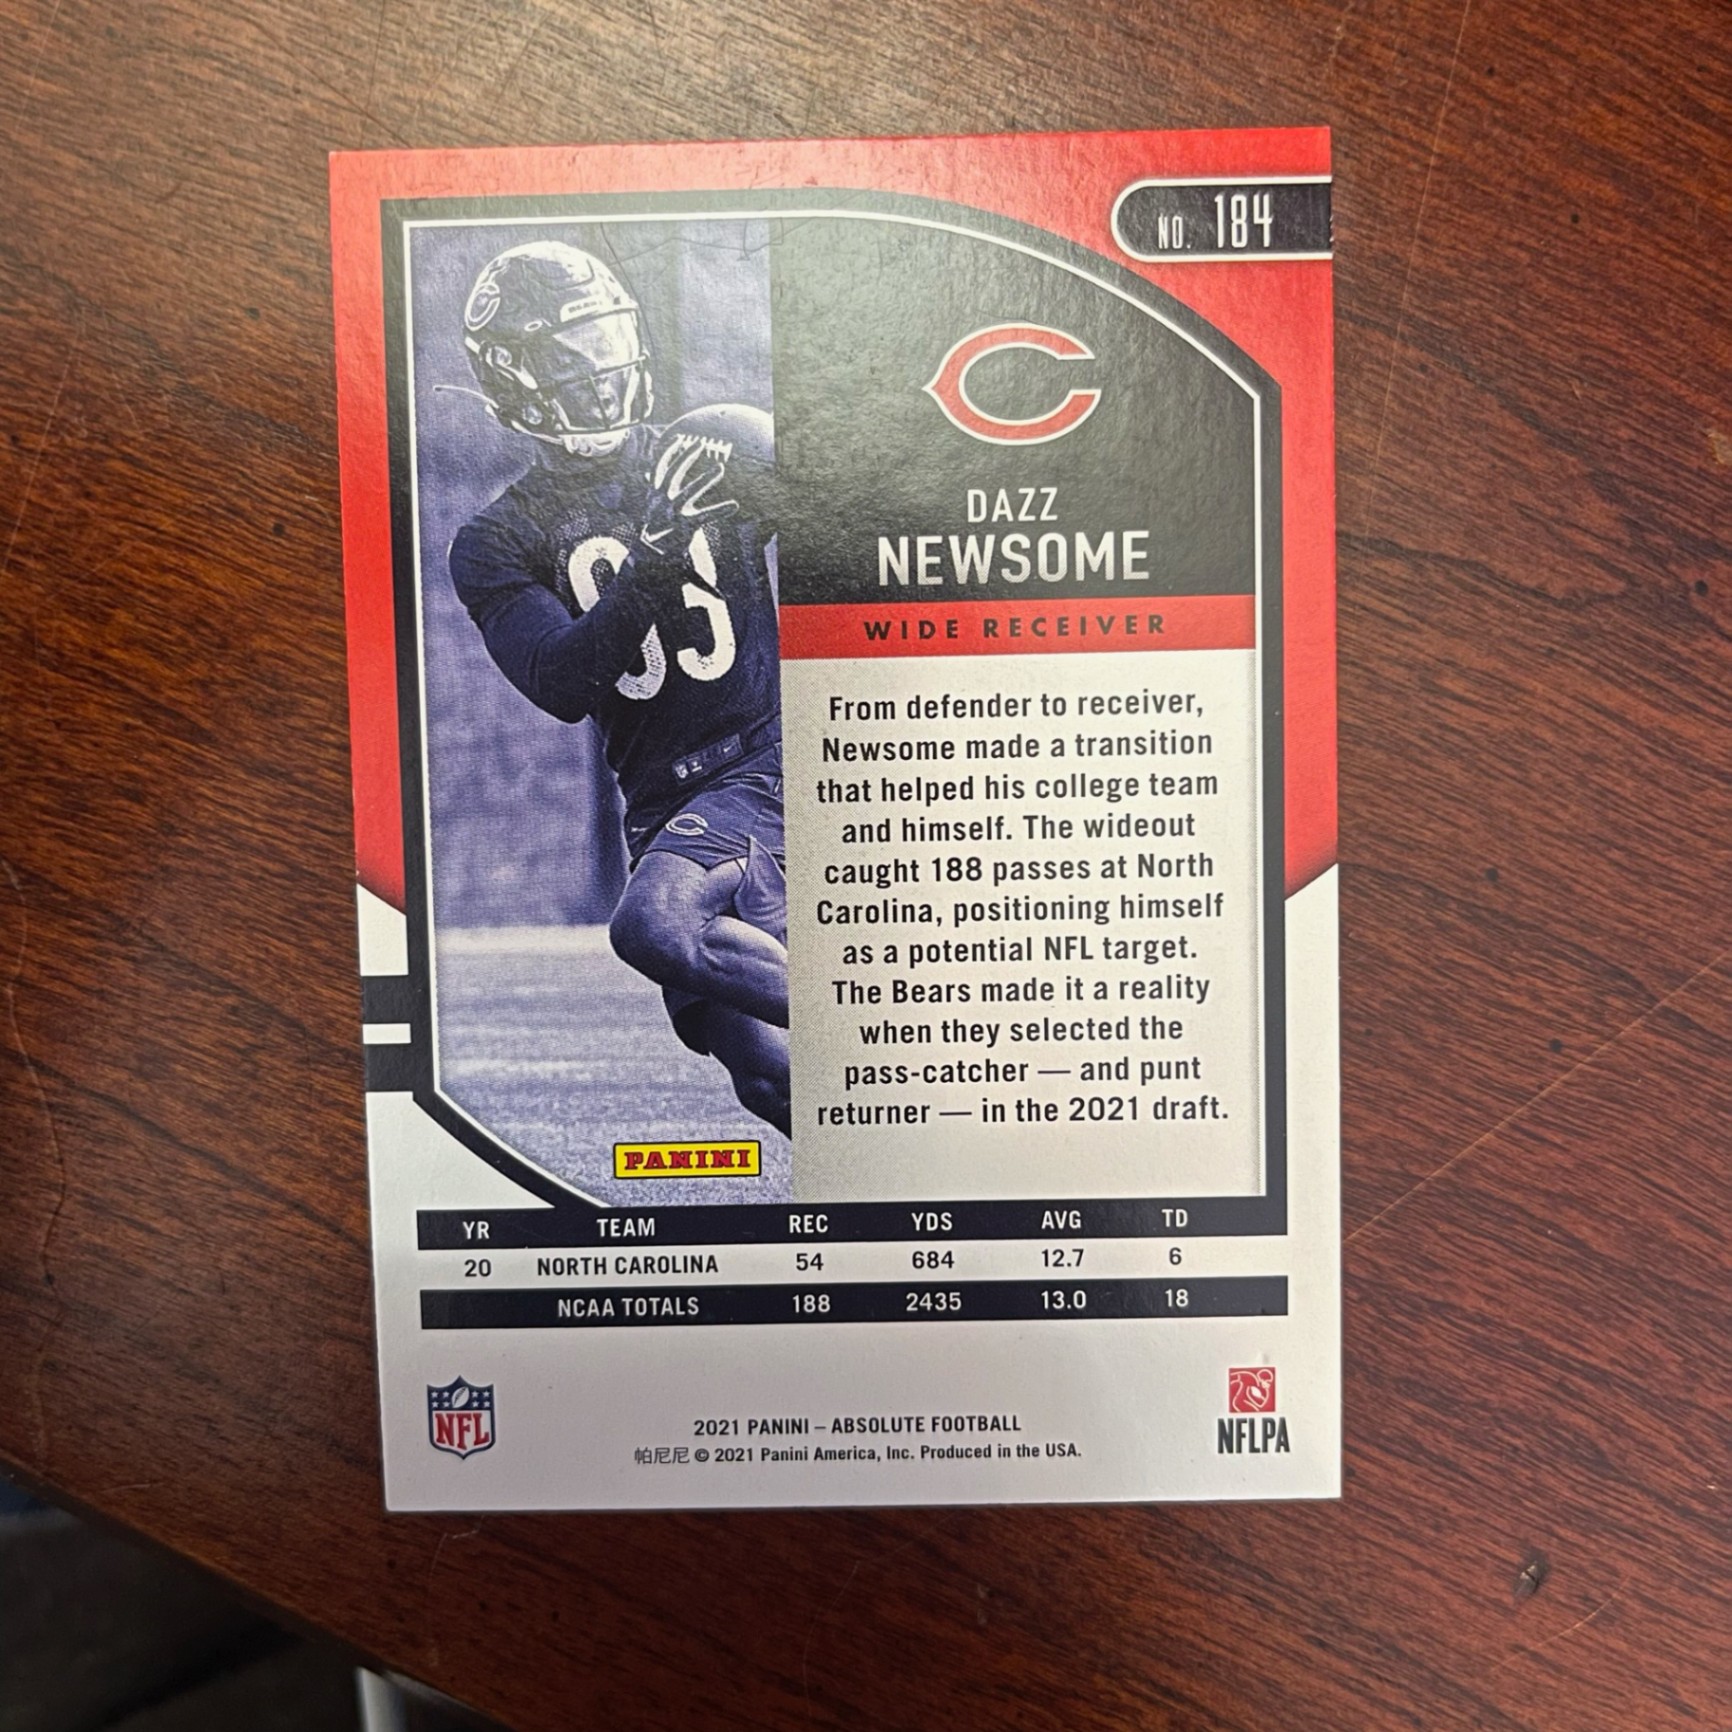 NO. 184
DAZZ
NEWSOME
WIDE RECEIVER
From defender to receiver,
Newsome made a transition
that helped his college team
and himself. The wideout
caught 188 passes at North
Carolina, positioning himself
as a potential NFL target.
The Bears made it a reality
when they selected the
pass-catcher — and punt
returner — in the 2021 draft.
PANINI
YR TEAM REC YDS AVG TD
20 NORTH CAROLINA 54 684 12.7 6
NCAA TOTALS 188 2435 13.0 18
NFL
2021 PANINI – ABSOLUTE FOOTBALL
帕尼尼 © 2021 Panini America, Inc. Produced in the USA.
NFLPA